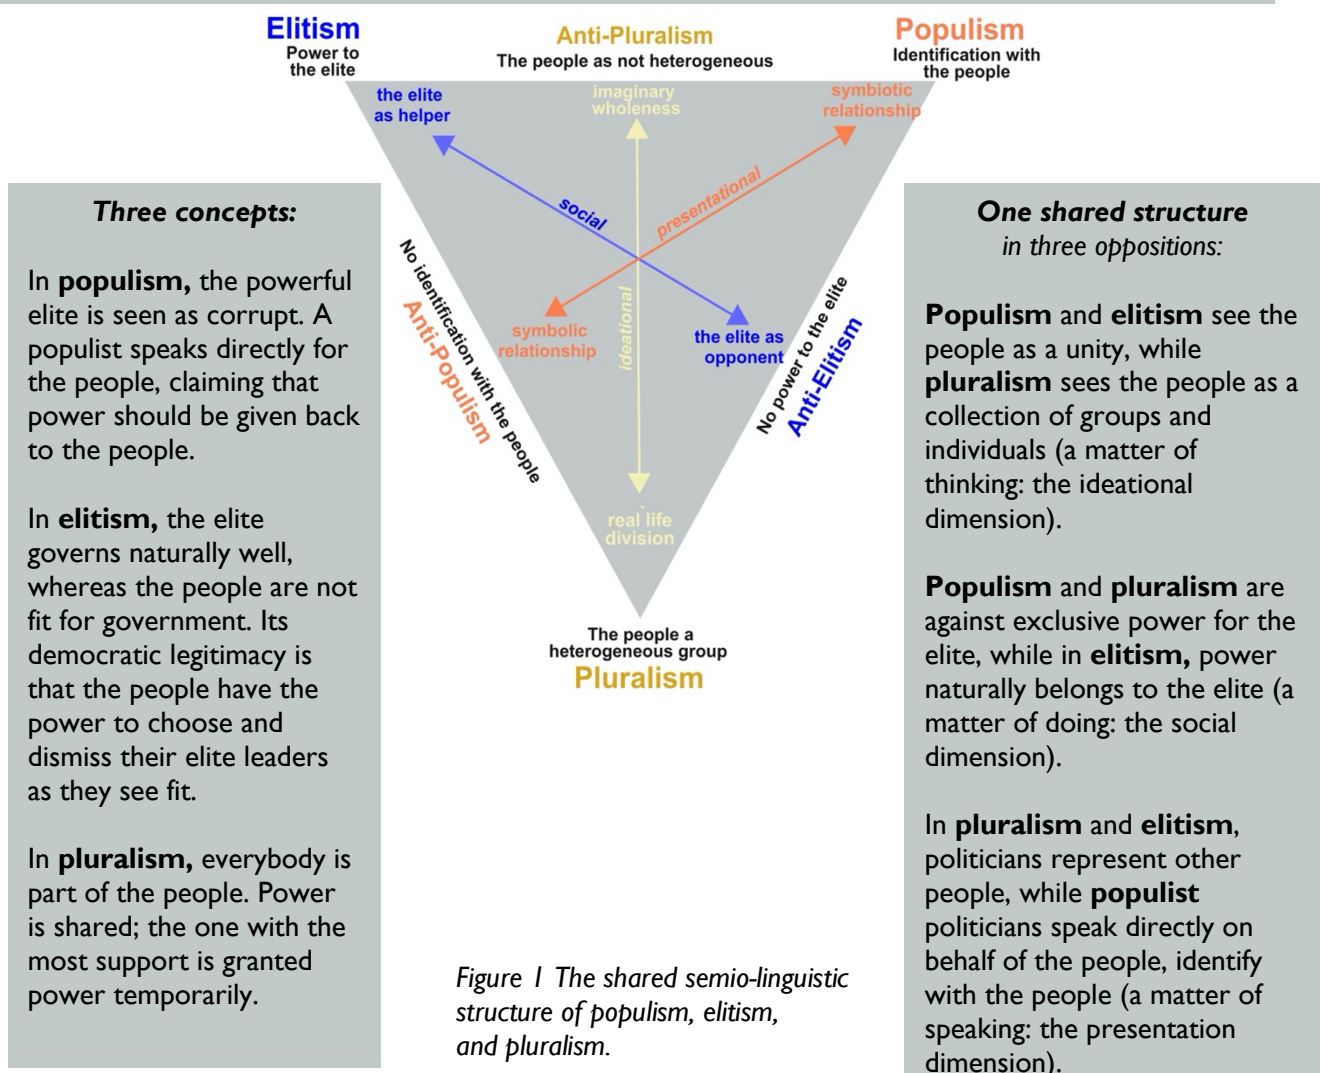 Elitism
Power to
the elite
Anti-Pluralism
The people as not heterogeneous
Populism
Identification with
the people
the elite
as helper
imaginary
wholeness
symbiotic
relationship
social
presentational
ideational
symbolic
relationship
the elite as
opponent
No identification with the people
Anti-Populism
No power to the elite
Anti-Elitism
real life
division
The people a
heterogeneous group
Pluralism
Three concepts:
In populism, the powerful
elite is seen as corrupt. A
populist speaks directly for
the people, claiming that
power should be given back
to the people.
In elitism, the elite
governs naturally well,
whereas the people are not
fit for government. Its
democratic legitimacy is
that the people have the
power to choose and
dismiss their elite leaders
as they see fit.
In pluralism, everybody is
part of the people. Power
is shared; the one with the
most support is granted
power temporarily.
Figure 1 The shared semio-linguistic
structure of populism, elitism,
and pluralism.
One shared structure
in three oppositions:
Populism and elitism see the
people as a unity, while
pluralism sees the people as a
collection of groups and
individuals (a matter of
thinking: the ideational
dimension).
Populism and pluralism are
against exclusive power for the
elite, while in elitism, power
naturally belongs to the elite (a
matter of doing: the social
dimension).
In pluralism and elitism,
politicians represent other
people, while populist
politicians speak directly on
behalf of the people, identify
with the people (a matter of
speaking: the presentation
dimension).